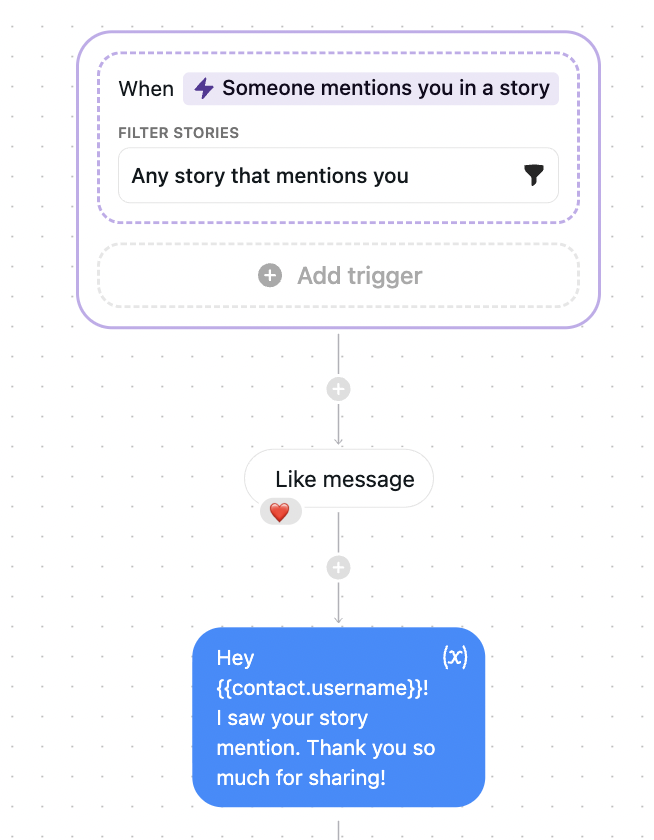 When Someone mentions you in a story
FILTER STORIES
Any story that mentions you
Add trigger
Like message
Hey (x)
{{contact.username}}!
I saw your story
mention. Thank you so
much for sharing!